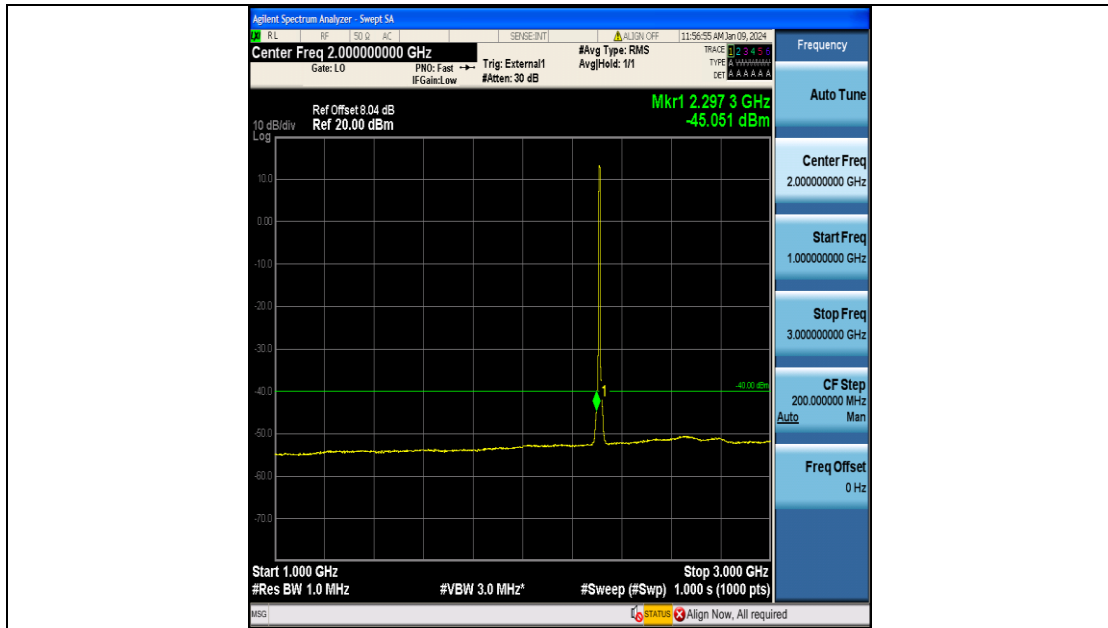 Agilent Spectrum Analyzer - Swept SA
RL RF 50 Ω AC SENSE:INT ALIGN OFF 11:56:55 AM Jan 09, 2024
Center Freq 2.000000000 GHz #Avg Type: RMS TRACE 1 2 3 4 5 6
Gate: LO PNO: Fast Trig: External1 Avg|Hold: 1/1 TYPE A
IFGain:Low #Atten: 30 dB DET A A A A A A
Mkr1 2.297 3 GHz
-45.051 dBm
Ref Offset 8.04 dB
10 dB/div Ref 20.00 dBm
Log
10.0
0.00
-10.0
-20.0
-30.0
-40.0
-40.00 dBm
1
-50.0
-60.0
-70.0
Start 1.000 GHz Stop 3.000 GHz
#Res BW 1.0 MHz #VBW 3.0 MHz* #Sweep (#Swp) 1.000 s (1000 pts)
MSG STATUS Align Now, All required
Frequency
Auto Tune
Center Freq
2.000000000 GHz
Start Freq
1.000000000 GHz
Stop Freq
3.000000000 GHz
CF Step
200.000000 MHz
Auto Man
Freq Offset
0 Hz